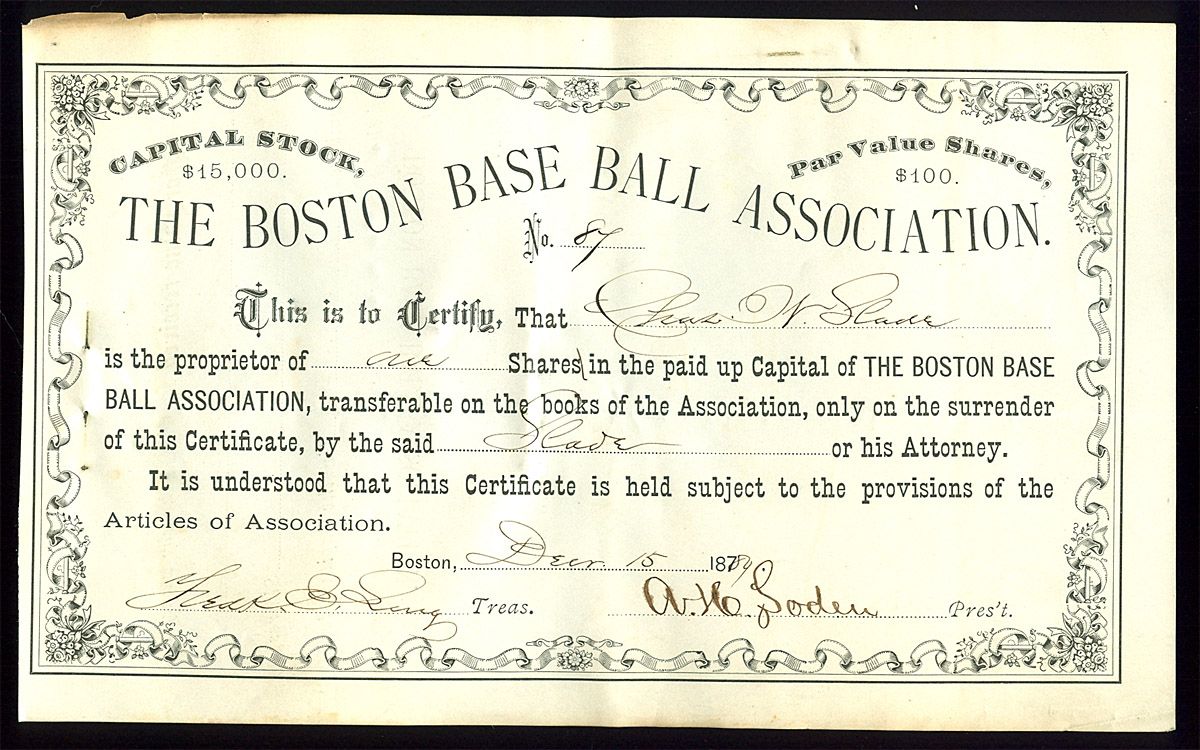 CAPITAL STOCK,
$15,000.
Par Value Shares,
$100.
THE BOSTON BASE BALL ASSOCIATION.
No. 87
This is to Certify, That Chas. W. Slade
is the proprietor of one Shares in the paid up Capital of THE BOSTON BASE
BALL ASSOCIATION, transferable on the books of the Association, only on the surrender
of this Certificate, by the said Slade or his Attorney.
It is understood that this Certificate is held subject to the provisions of the
Articles of Association.
Boston, Decr. 15 187
Fredk. E. Long Treas. A. H. Soden Pres't.